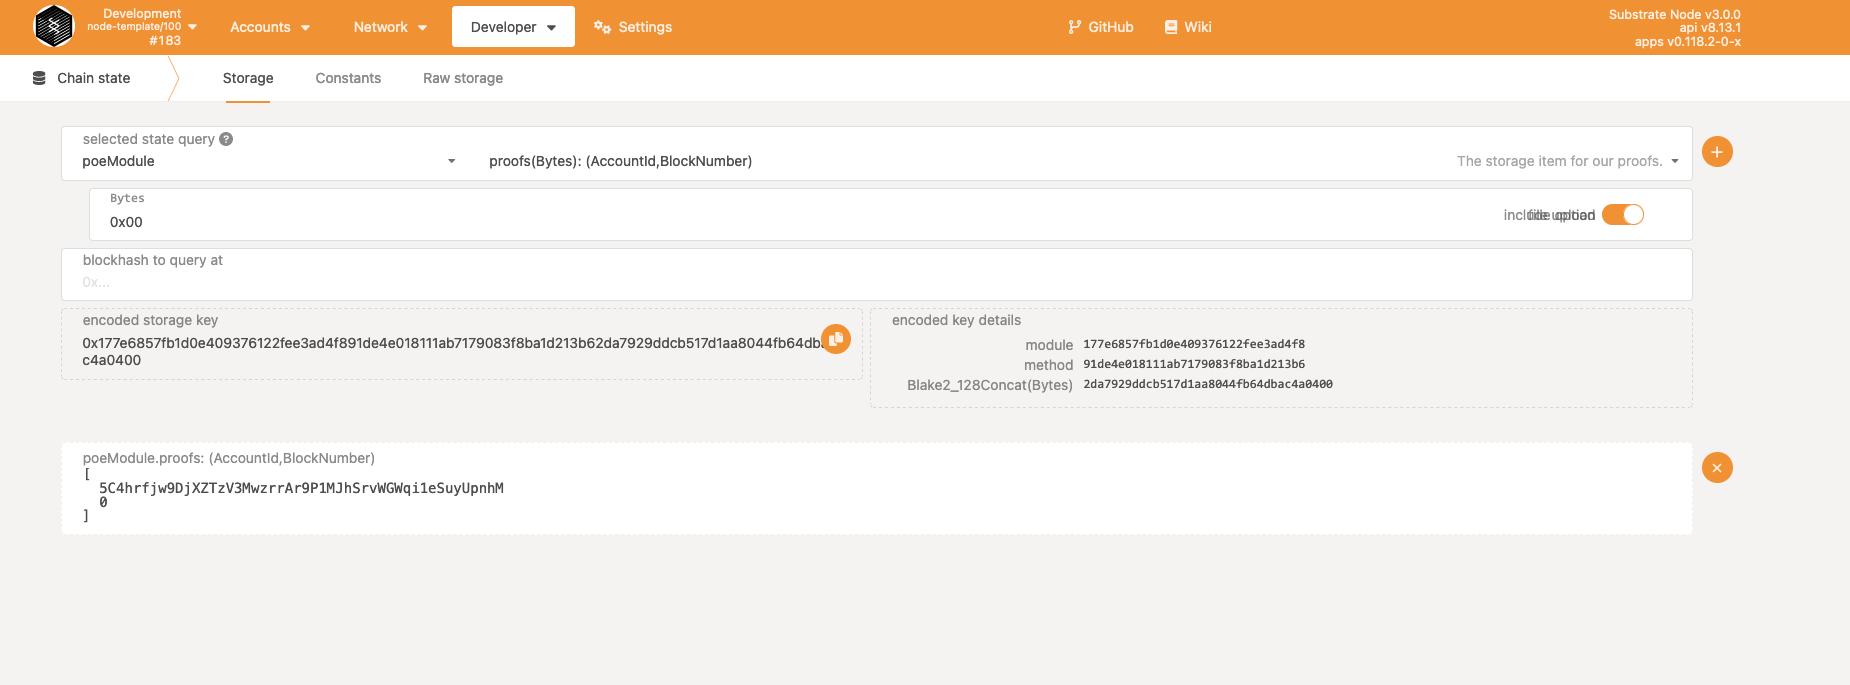 Development
node-template/100
#183
Accounts
Network
Developer
Settings
GitHub
Wiki
Substrate Node v3.0.0
api v8.13.1
apps v0.118.2-0-x
Chain state
Storage
Constants
Raw storage
selected state query
poeModule
proofs(Bytes): (AccountId,BlockNumber)
The storage item for our proofs.
Bytes
0x00
include option
file upload
blockhash to query at
0x...
encoded storage key
0x177e6857fb1d0e409376122fee3ad4f891de4e018111ab7179083f8ba1d213b62da7929ddcb517d1aa8044fb64dba
c4a0400
encoded key details
module 177e6857fb1d0e409376122fee3ad4f8
method 91de4e018111ab7179083f8ba1d213b6
Blake2_128Concat(Bytes) 2da7929ddcb517d1aa8044fb64dbac4a0400
poeModule.proofs: (AccountId,BlockNumber)
[
5C4hrfjw9DjXZTzV3MwzrrAr9P1MJhSrvWGWqi1eSuyUpnhM
0
]